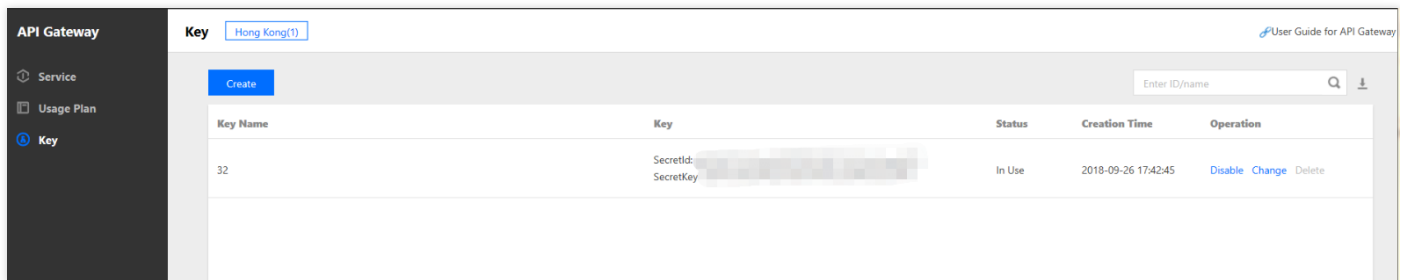 API Gateway
Key Hong Kong(1) User Guide for API Gateway
Service
Usage Plan
Key
Create Enter ID/name
Key Name Key Status Creation Time Operation
32 SecretId: In Use 2018-09-26 17:42:45 Disable Change Delete
SecretKey